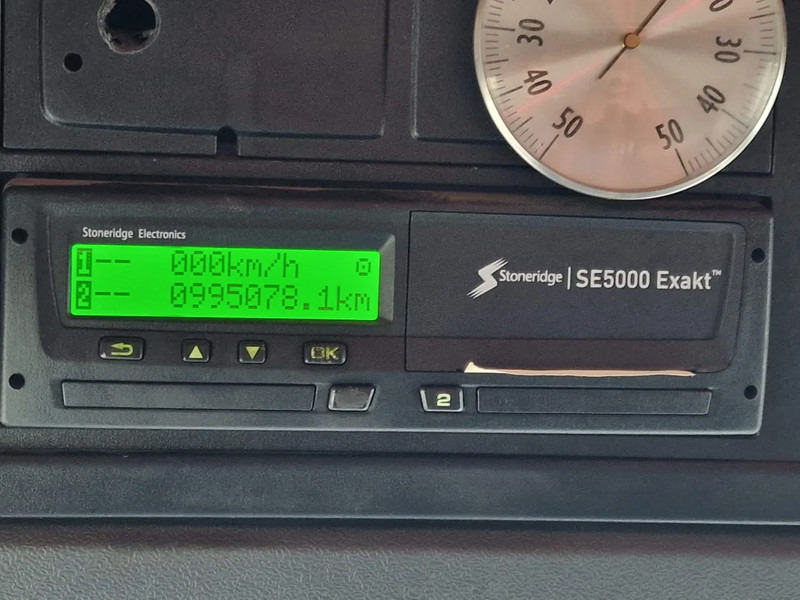 30
40
50
50
40
30
Stoneridge Electronics
1-- 000km/h
2-- 0995078.1km
Stoneridge | SE5000 Exakt™
OK
2